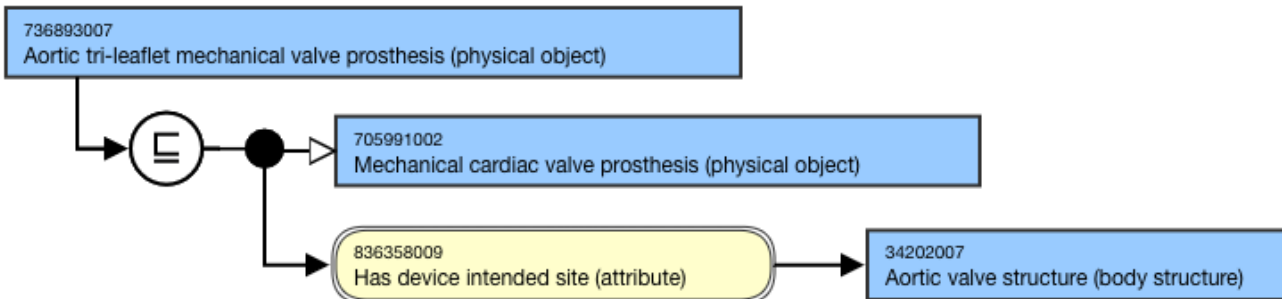 736893007
Aortic tri-leaflet mechanical valve prosthesis (physical object)
⊑
705991002
Mechanical cardiac valve prosthesis (physical object)
836358009
Has device intended site (attribute)
34202007
Aortic valve structure (body structure)